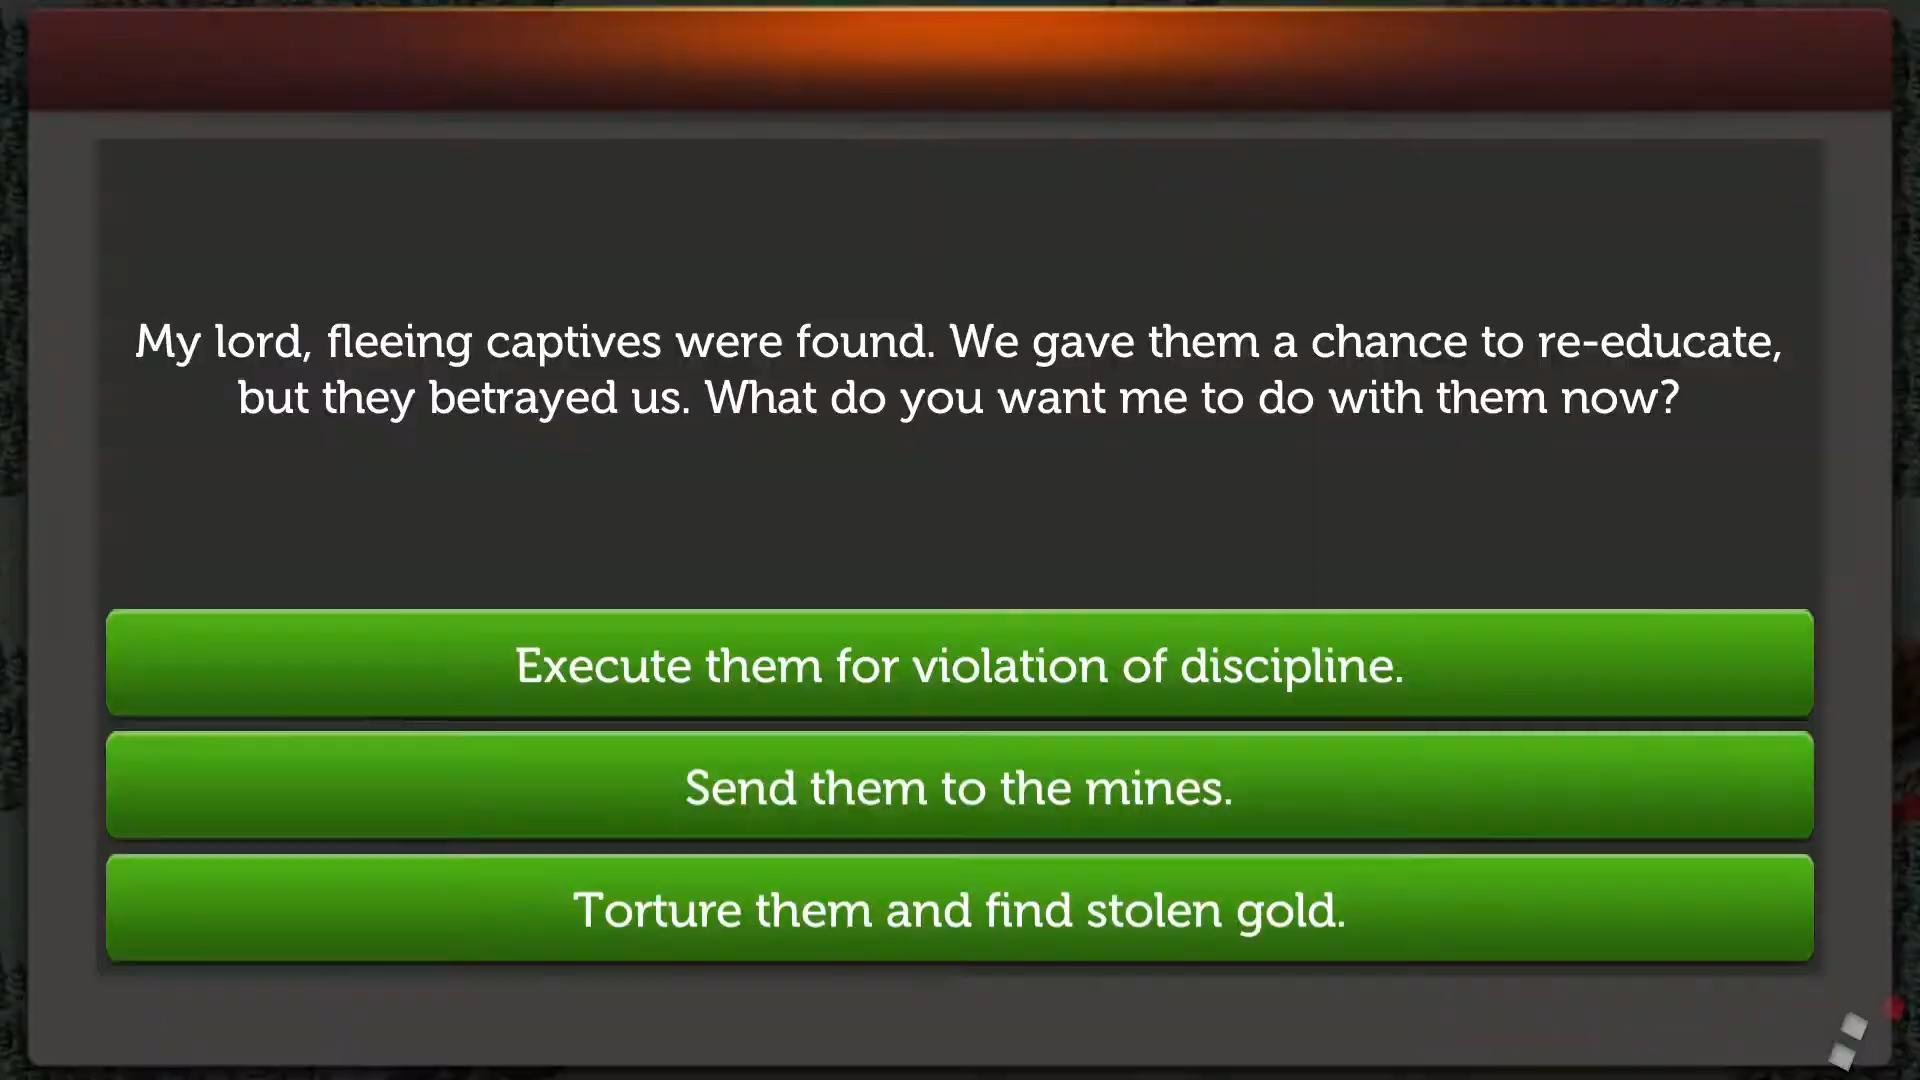 My lord, fleeing captives were found. We gave them a chance to re-educate,
but they betrayed us. What do you want me to do with them now?
Execute them for violation of discipline.
Send them to the mines.
Torture them and find stolen gold.